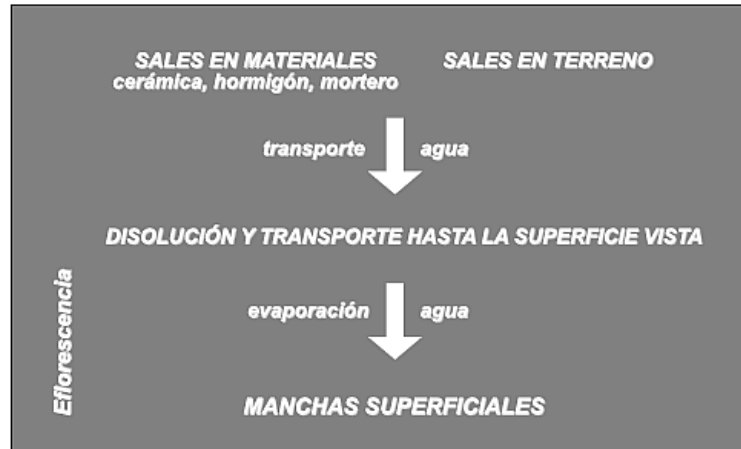 SALES EN MATERIALES
cerámica, hormigón, mortero
SALES EN TERRENO
transporte agua
DISOLUCIÓN Y TRANSPORTE HASTA LA SUPERFICIE VISTA
evaporación agua
MANCHAS SUPERFICIALES
Eflorescencia